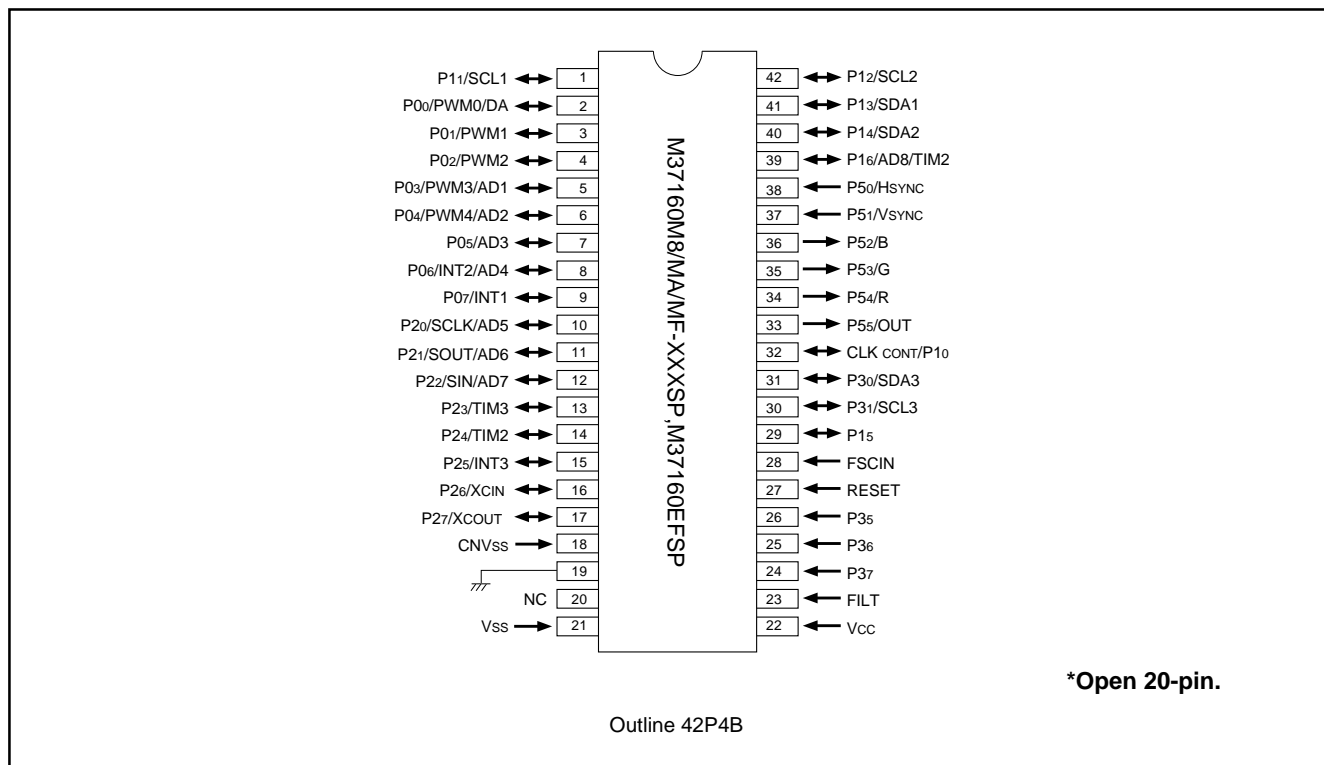 P11/SCL1 1 42 P12/SCL2
P00/PWM0/DA 2 41 P13/SDA1
P01/PWM1 3 40 P14/SDA2
P02/PWM2 4 39 P16/AD8/TIM2
P03/PWM3/AD1 5 38 P50/HSYNC
P04/PWM4/AD2 6 37 P51/VSYNC
P05/AD3 7 36 P52/B
P06/INT2/AD4 8 35 P53/G
P07/INT1 9 34 P54/R
P20/SCLK/AD5 10 33 P55/OUT
P21/SOUT/AD6 11 32 CLK CONT/P10
P22/SIN/AD7 12 31 P30/SDA3
P23/TIM3 13 30 P31/SCL3
P24/TIM2 14 29 P15
P25/INT3 15 28 FSCIN
P26/XCIN 16 27 RESET
P27/XCOUT 17 26 P35
CNVSS 18 25 P36
19 24 P37
NC 20 23 FILT
VSS 21 22 VCC
M37160M8/MA/MF-XXXSP,M37160EFSP
*Open 20-pin.
Outline 42P4B